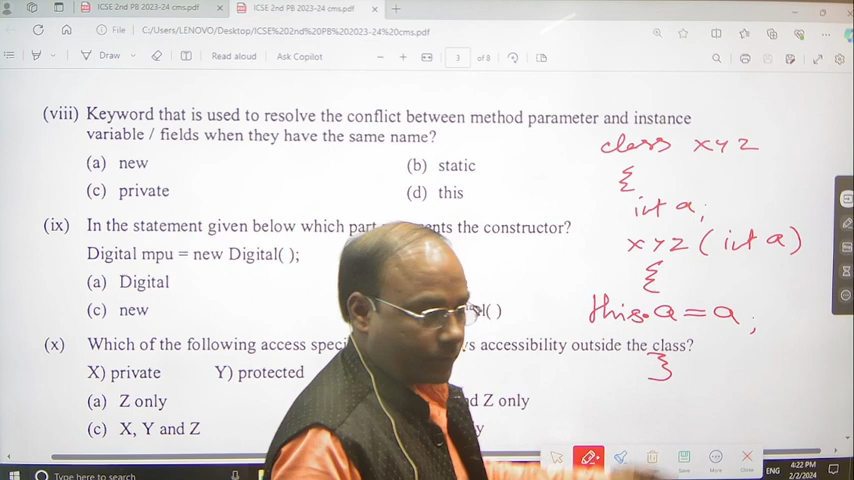 ICSE 2nd PB 2023-24 cms.pdf
ICSE 2nd PB 2023-24 cms.pdf
File
C:/Users/LENOVO/Desktop/ICSE%202nd%20PB%202023-24%20cms.pdf
Draw
Read aloud
Ask Copilot
3 of 8
(viii) Keyword that is used to resolve the conflict between method parameter and instance
variable / fields when they have the same name?
(a) new
(b) static
(c) private
(d) this
(ix) In the statement given below which part the constructor?
Digital mpu = new Digital( );
(a) Digital
(c) new
( )
(x) Which of the following access accessibility outside the class?
X) private Y) protected
(a) Z only
and Z only
(c) X, Y and Z
class xyz
{
int a;
xyz (int a)
{
this.a = a;
}
Type here to search
Save
More
Close
ENG
4:22 PM
2/2/2024